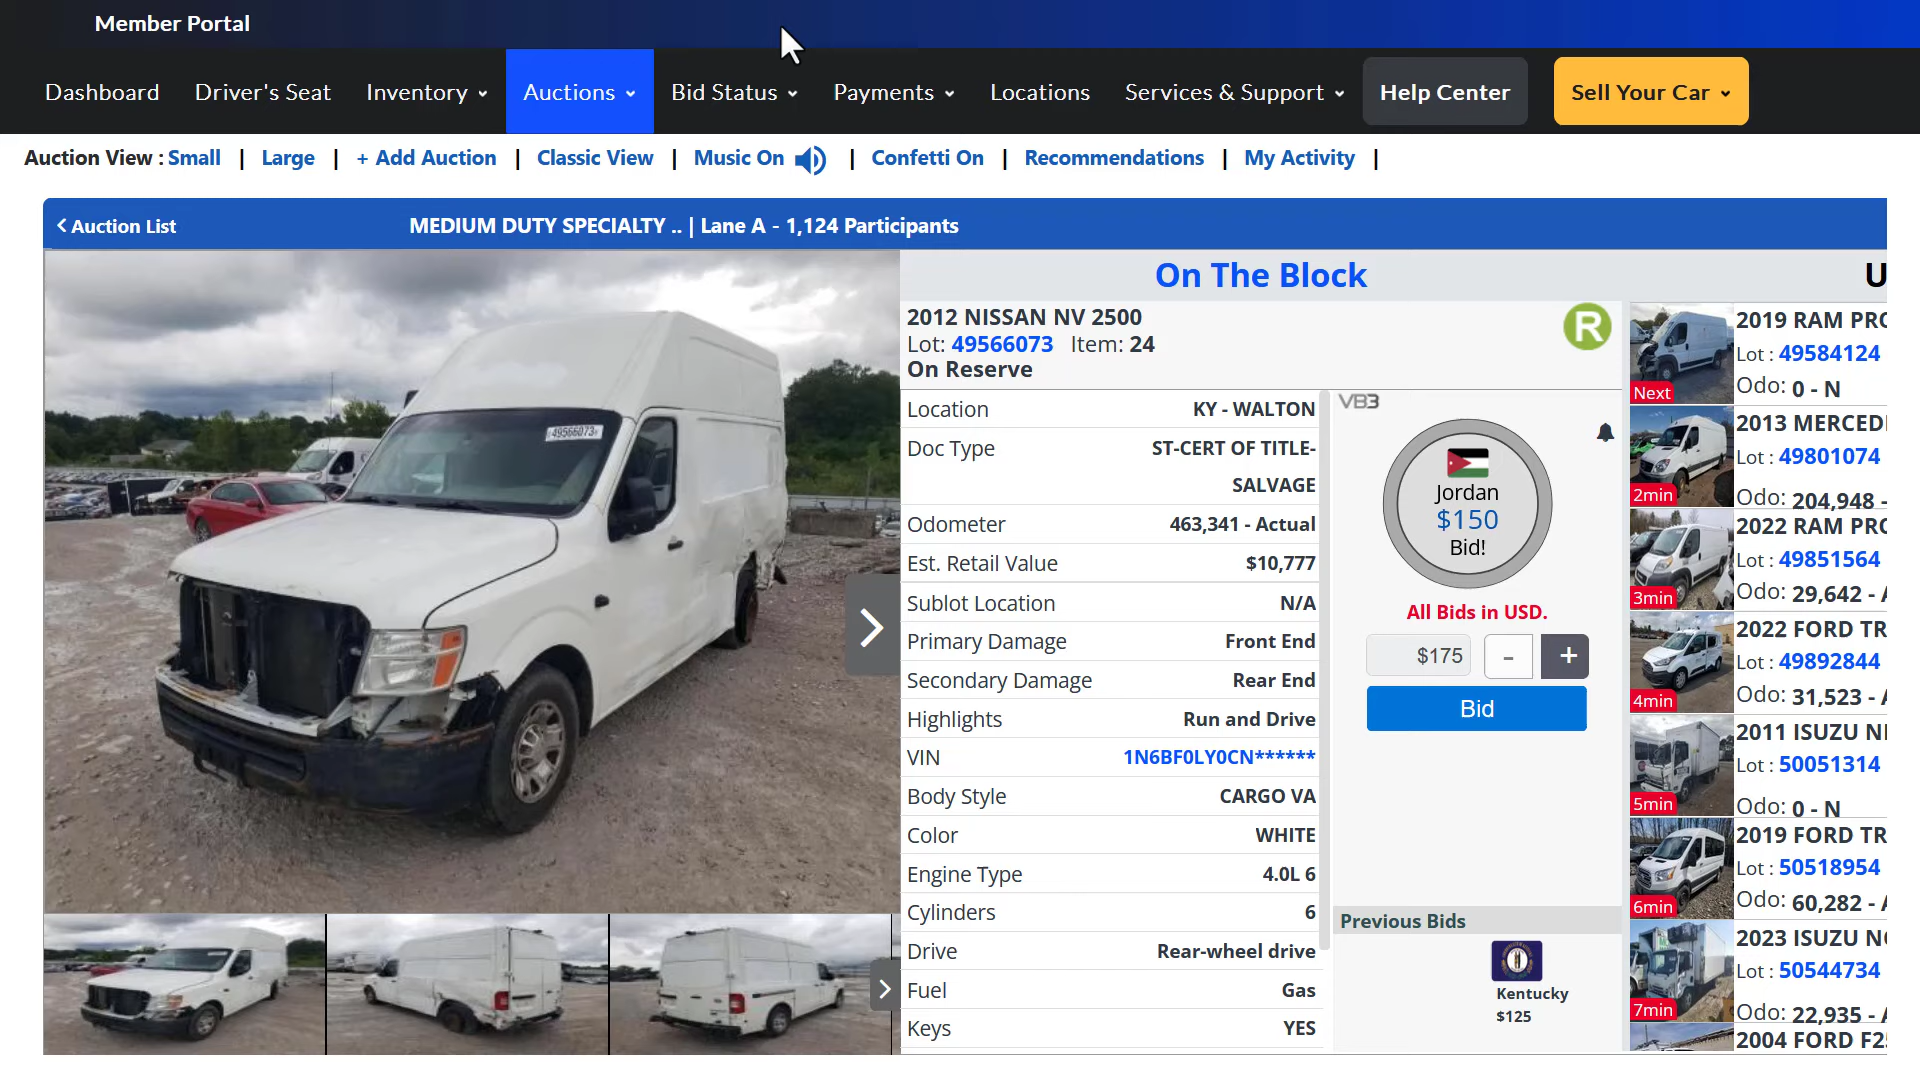 Member Portal
Dashboard Driver's Seat Inventory Auctions Bid Status Payments Locations Services & Support Help Center Sell Your Car
Auction View : Small | Large | + Add Auction | Classic View | Music On | Confetti On | Recommendations | My Activity |
< Auction List MEDIUM DUTY SPECIALTY .. | Lane A - 1,124 Participants
49566073
On The Block
2012 NISSAN NV 2500
Lot: 49566073 Item: 24
On Reserve
R
Location KY - WALTON
Doc Type ST-CERT OF TITLE-
SALVAGE
Odometer 463,341 - Actual
Est. Retail Value $10,777
Sublot Location N/A
Primary Damage Front End
Secondary Damage Rear End
Highlights Run and Drive
VIN 1N6BF0LY0CN******
Body Style CARGO VA
Color WHITE
Engine Type 4.0L 6
Cylinders 6
Drive Rear-wheel drive
Fuel Gas
Keys YES
VB3
Jordan
$150
Bid!
All Bids in USD.
$175 - +
Bid
Previous Bids
Kentucky
$125
U
2019 RAM PRO
Lot : 49584124
Odo: 0 - N
Next
2013 MERCEDE
Lot : 49801074
Odo: 204,948 -
2min
2022 RAM PRO
Lot : 49851564
Odo: 29,642 - A
3min
2022 FORD TR
Lot : 49892844
Odo: 31,523 - A
4min
2011 ISUZU N
Lot : 50051314
Odo: 0 - N
5min
2019 FORD TR
Lot : 50518954
Odo: 60,282 - A
6min
2023 ISUZU N
Lot : 50544734
Odo: 22,935 - A
7min
2004 FORD F2